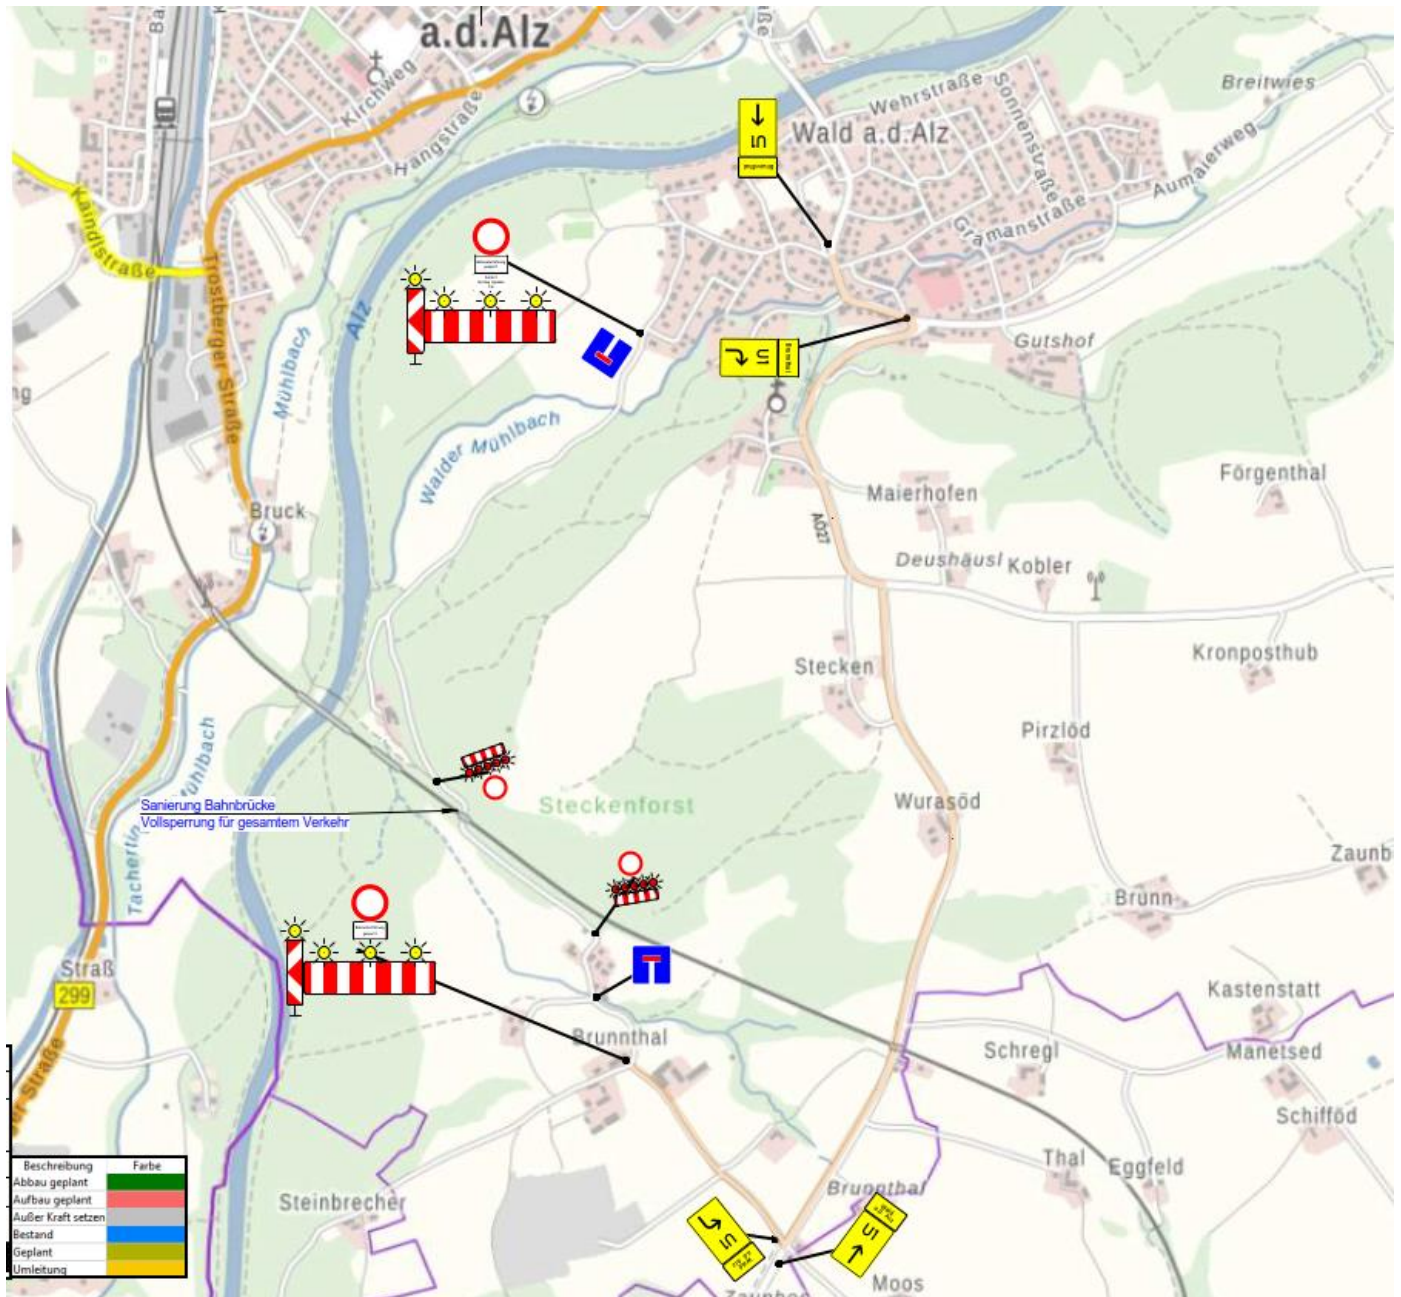 a.d.Alz
Kirchweg
Hangstraße
Wehrstraße
Sonnenstraße
Breitwies
Wald a.d.Alz
Aumaierweg
Gramanstraße
Kaindlstraße
Trostberger Straße
U1
Brunnthal
Mühlbach
Alz
Gutshof
U1
Walder Mühlbach
Bruck
Maierhofen
Förgenthal
AÖ27
Deushäusl
Kobler
Stecken
Kronposthub
Pirzlöd
Mühlbach
Sanierung Bahnbrücke
Vollsperrung für gesamtem Verkehr
Steckenforst
Wurasöd
Zaunb
Brunn
Straß
299
Kastenstatt
Brunnthal
Schregl
Manetsed
Schifföd
Thal
Eggfeld
Steinbrecher
Brunnthal
U1
U1
Moos
Beschreibung Farbe
Abbau geplant
Aufbau geplant
Außer Kraft setzen
Bestand
Geplant
Umleitung